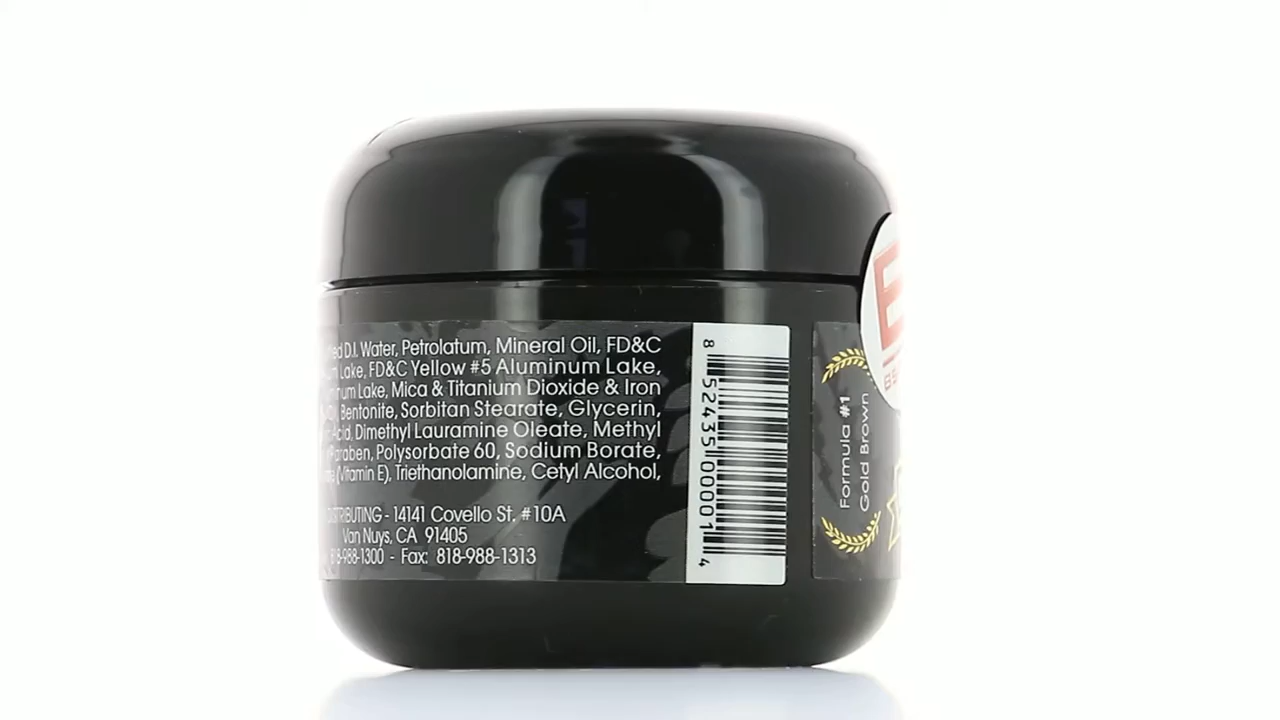 D.I. Water, Petrolatum, Mineral Oil, FD&C
Lake, FD&C Yellow #5 Aluminum Lake,
Lake, Mica & Titanium Dioxide & Iron
Bentonite, Sorbitan Stearate, Glycerin,
Acid, Dimethyl Lauramine Oleate, Methyl
Paraben, Polysorbate 60, Sodium Borate,
(Vitamin E), Triethanolamine, Cetyl Alcohol,
- 14141 Covello St. #10A
Van Nuys, CA 91405
818-988-1300 - Fax: 818-988-1313
8 52435 00001 4
Formula #1
Gold Brown